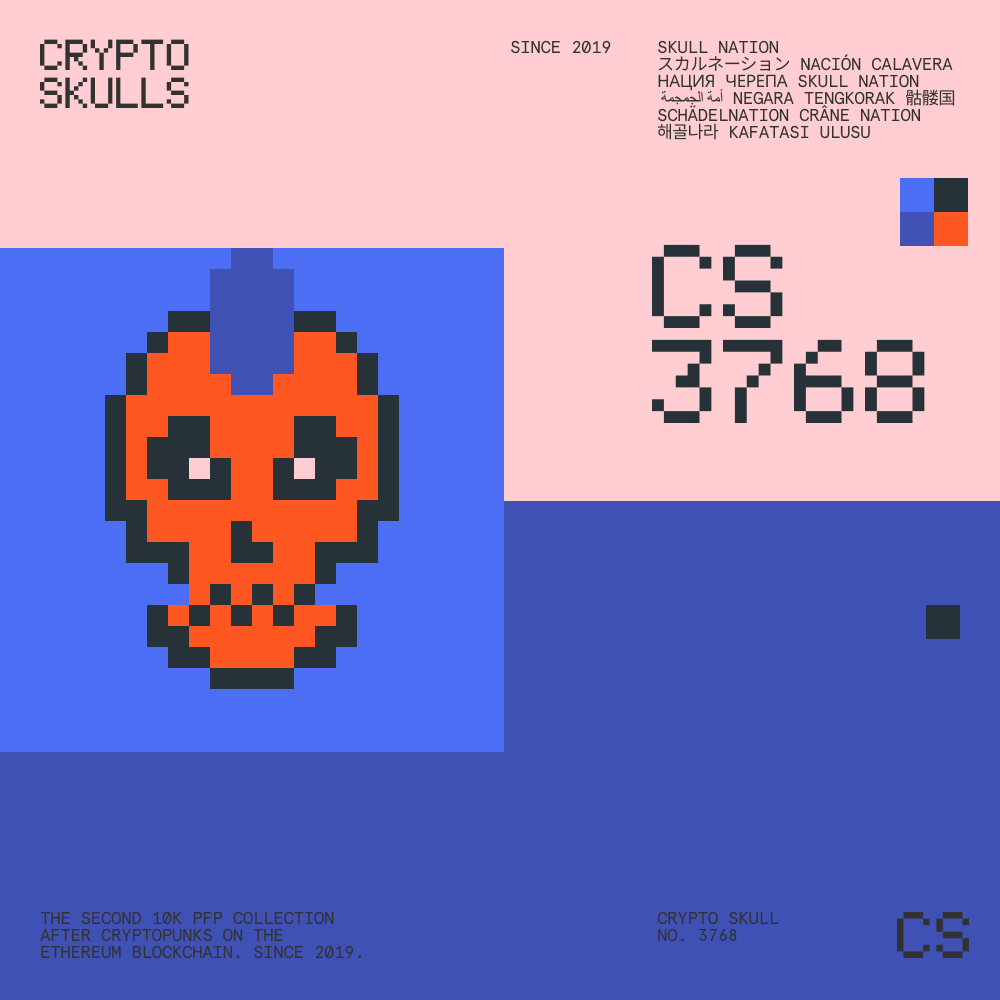 CRYPTO
SKULLS
SINCE 2019
SKULL NATION
スカルネーション NACIÓN CALAVERA
НАЦИЯ ЧЕРЕПА SKULL NATION
أمة الجمجمة NEGARA TENGKORAK 骷髅国
SCHÄDELNATION CRÂNE NATION
해골나라 KAFATASI ULUSU
CS
3768
THE SECOND 10K PFP COLLECTION
AFTER CRYPTOPUNKS ON THE
ETHEREUM BLOCKCHAIN. SINCE 2019.
CRYPTO SKULL
NO. 3768
CS